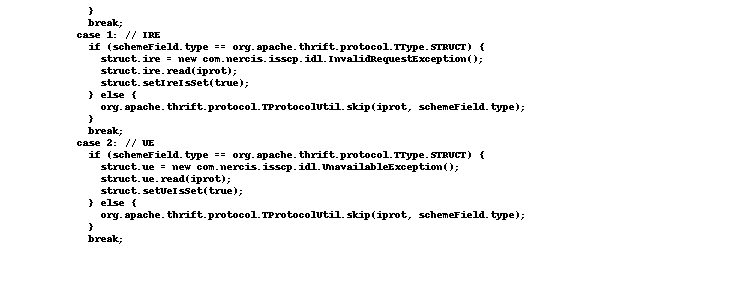 }
break;
case 1: // IRE
if (schemeField.type == org.apache.thrift.protocol.TType.STRUCT) {
struct.ire = new com.nercis.isscp.idl.InvalidRequestException();
struct.ire.read(iprot);
struct.setIreIsSet(true);
} else {
org.apache.thrift.protocol.TProtocolUtil.skip(iprot, schemeField.type);
}
break;
case 2: // UE
if (schemeField.type == org.apache.thrift.protocol.TType.STRUCT) {
struct.ue = new com.nercis.isscp.idl.UnavailableException();
struct.ue.read(iprot);
struct.setUeIsSet(true);
} else {
org.apache.thrift.protocol.TProtocolUtil.skip(iprot, schemeField.type);
}
break;